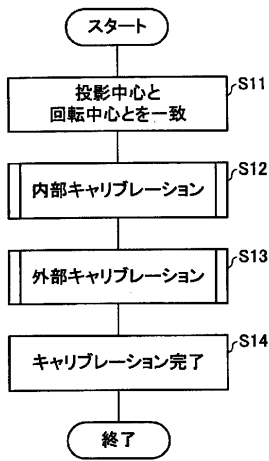 スタート
S11
投影中心と
回転中心とを一致
S12
内部キャリブレーション
S13
外部キャリブレーション
S14
キャリブレーション完了
終了